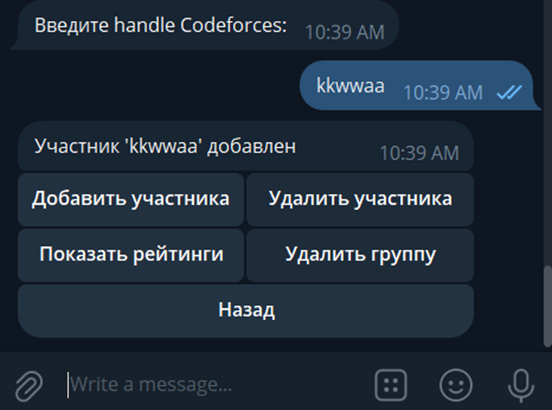 Введите handle Codeforces: 10:39 AM
kkwwaa 10:39 AM
Участник 'kkwwaa' добавлен 10:39 AM
Добавить участника Удалить участника
Показать рейтинги Удалить группу
Назад
Write a message...